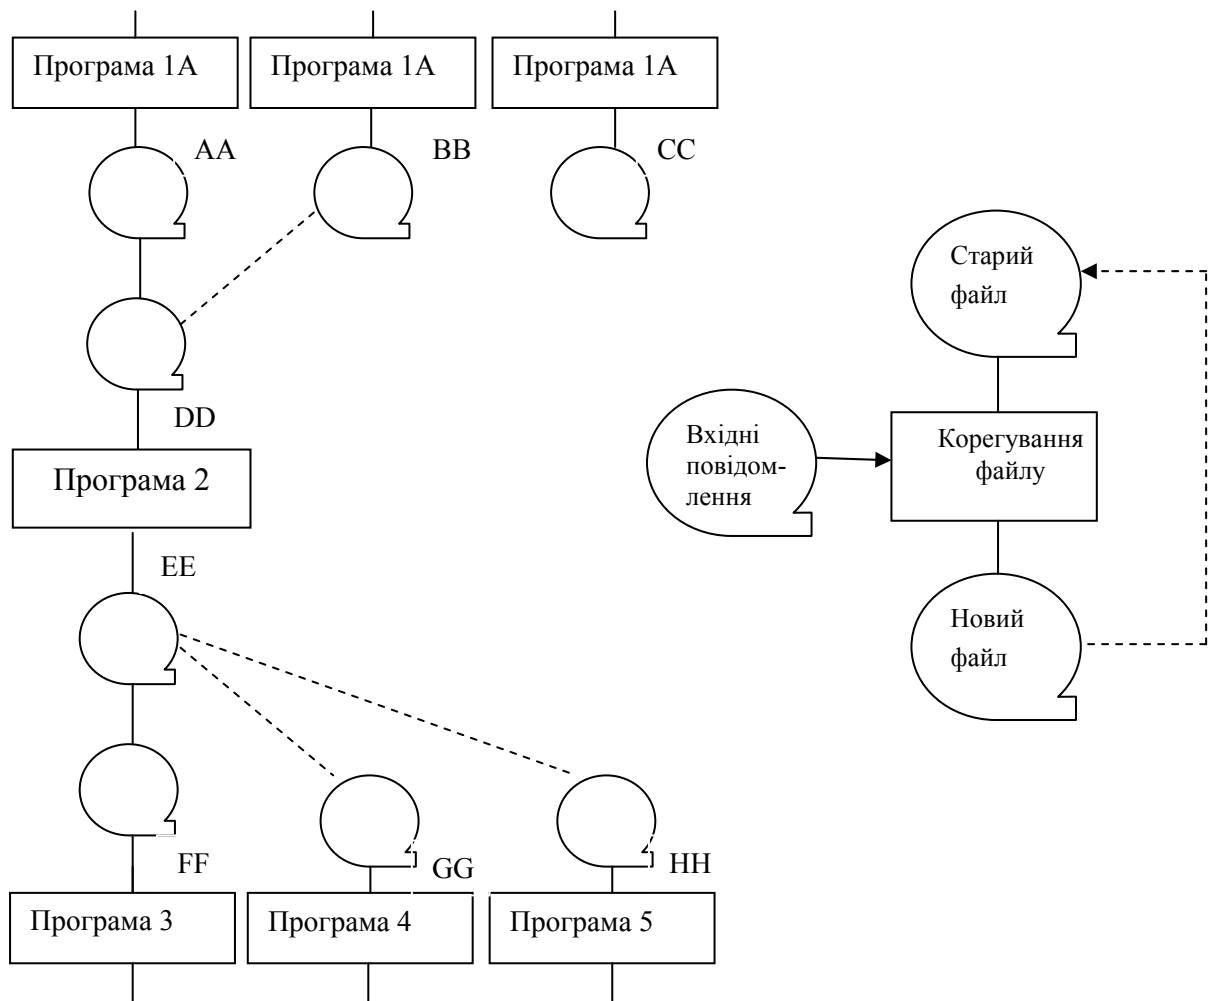 Програма 1А
Програма 1А
Програма 1А
АА
ВВ
СС
DD
Програма 2
ЕЕ
FF
GG
НН
Програма 3
Програма 4
Програма 5
Старий
файл
Вхідні
повідом-
лення
Корегування
файлу
Новий
файл